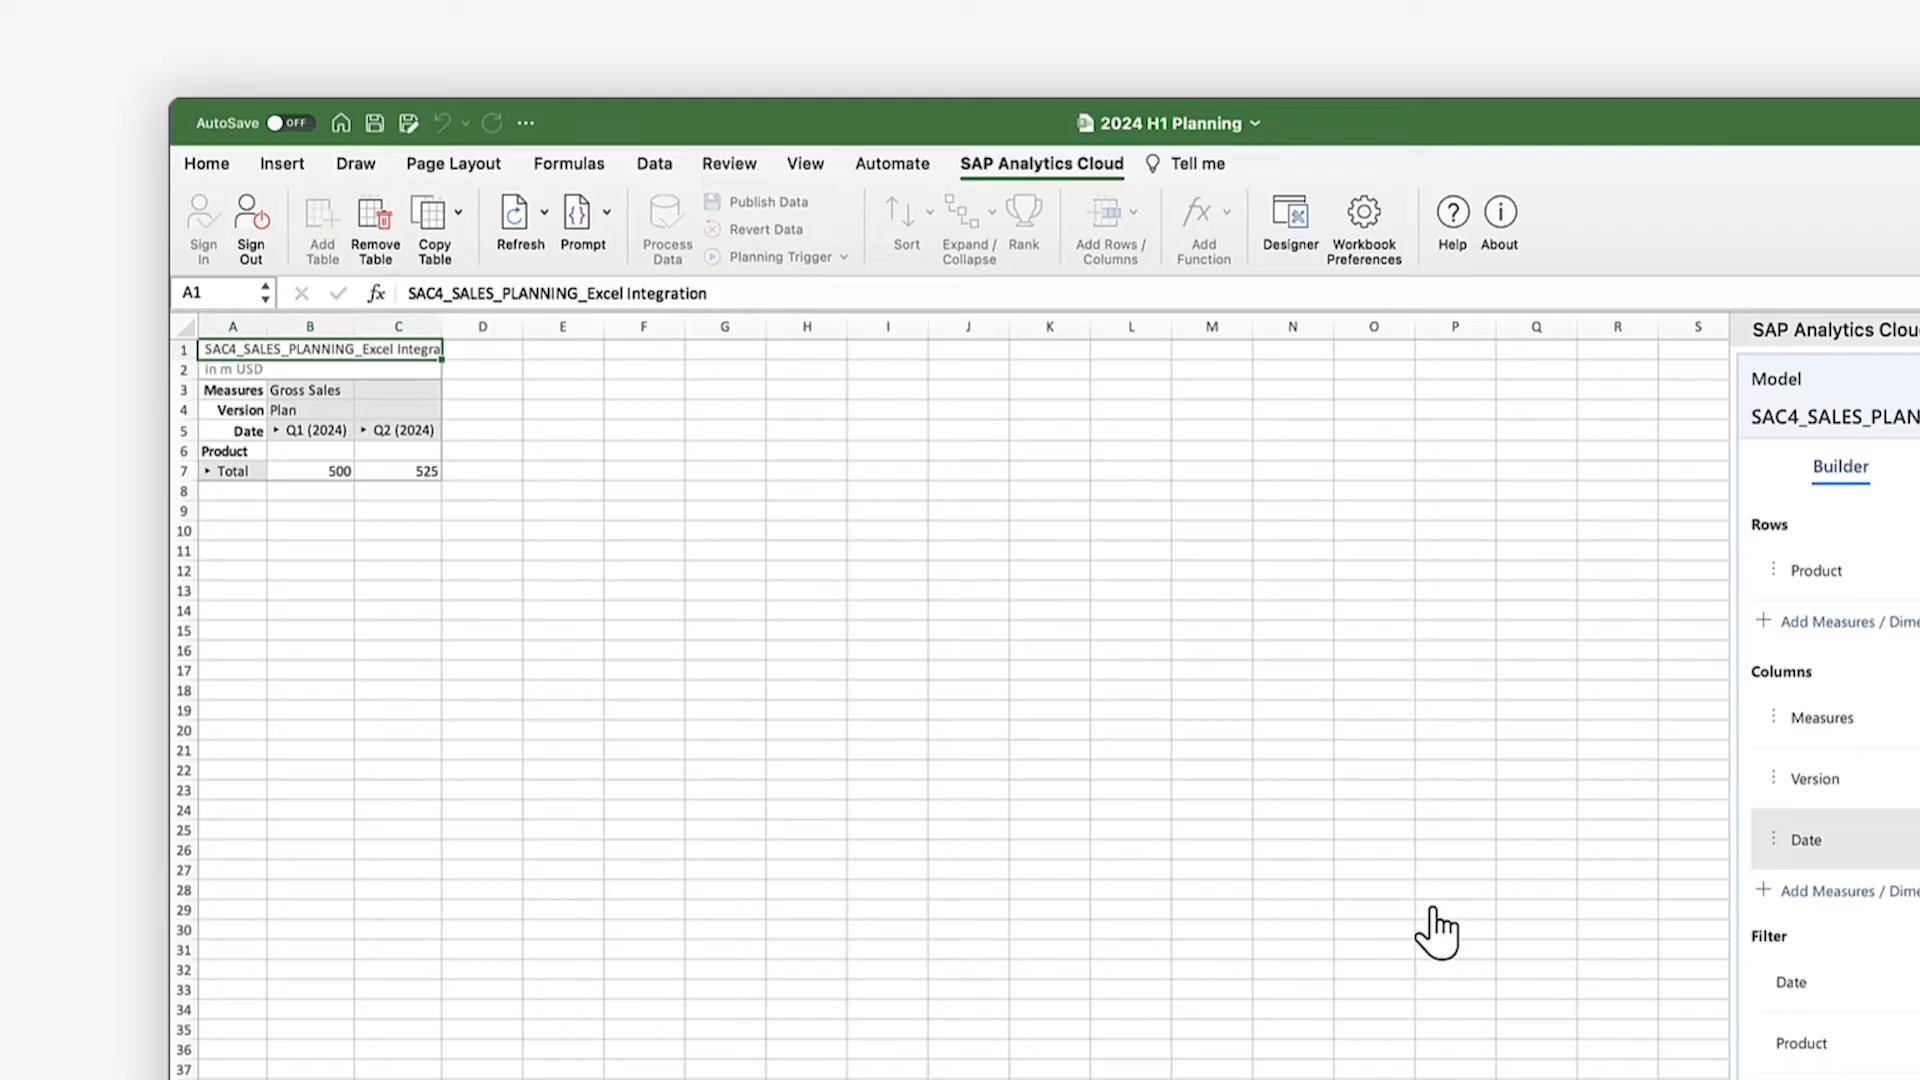 AutoSave OFF
2024 H1 Planning
Home Insert Draw Page Layout Formulas Data Review View Automate SAP Analytics Cloud Tell me
Sign In
Sign Out
Add Table
Remove Table
Copy Table
Refresh
Prompt
Process Data
Publish Data
Revert Data
Planning Trigger
Sort
Expand / Collapse
Rank
Add Rows / Columns
fx
Add Function
Designer
Workbook Preferences
?
Help
i
About
A1 fx SAC4_SALES_PLANNING_Excel Integration
A B C D E F G H I J K L M N O P Q R S
1 SAC4_SALES_PLANNING_Excel Integra
2 in m USD
3 Measures Gross Sales
4 Version Plan
5 Date Q1 (2024) Q2 (2024)
6 Product
7 Total 500 525
8
9
10
11
12
13
14
15
16
17
18
19
20
21
22
23
24
25
26
27
28
29
30
31
32
33
34
35
36
37
SAP Analytics Clou
Model
SAC4_SALES_PLAN
Builder
Rows
Product
+ Add Measures / Dime
Columns
Measures
Version
Date
+ Add Measures / Dime
Filter
Date
Product